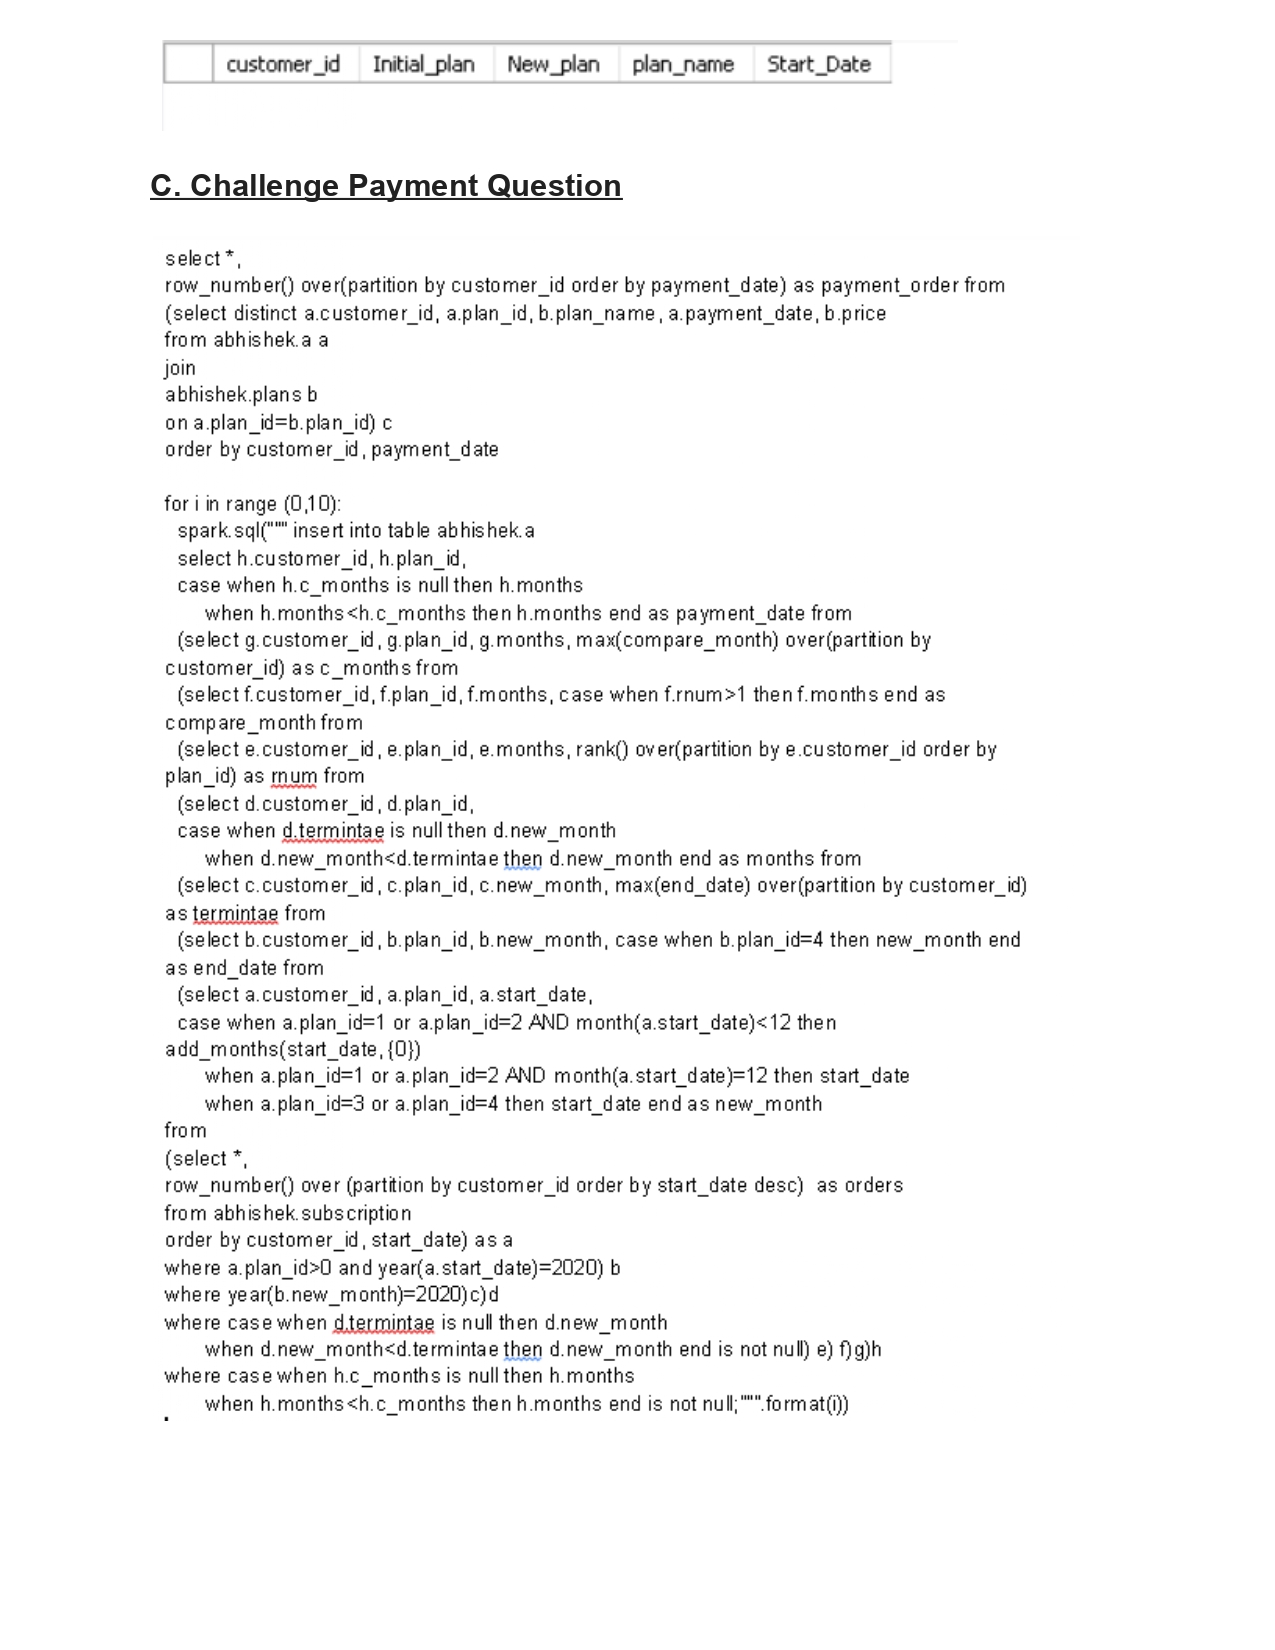 customer_id Initial_plan New_plan plan_name Start_Date
C. Challenge Payment Question
select *,
row_number() over(partition by customer_id order by payment_date) as payment_order from
(select distinct a.customer_id, a.plan_id, b.plan_name, a.payment_date, b.price
from abhishek.a a
join
abhishek.plans b
on a.plan_id=b.plan_id) c
order by customer_id, payment_date
for i in range (0,10):
spark.sql(""" insert into table abhishek.a
select h.customer_id, h.plan_id,
case when h.c_months is null then h.months
when h.months<h.c_months then h.months end as payment_date from
(select g.customer_id, g.plan_id, g.months, max(compare_month) over(partition by
customer_id) as c_months from
(select f.customer_id, f.plan_id, f.months, case when f.rnum>1 then f.months end as
compare_month from
(select e.customer_id, e.plan_id, e.months, rank() over(partition by e.customer_id order by
plan_id) as rnum from
(select d.customer_id, d.plan_id,
case when d.termintae is null then d.new_month
when d.new_month<d.termintae then d.new_month end as months from
(select c.customer_id, c.plan_id, c.new_month, max(end_date) over(partition by customer_id)
as termintae from
(select b.customer_id, b.plan_id, b.new_month, case when b.plan_id=4 then new_month end
as end_date from
(select a.customer_id, a.plan_id, a.start_date,
case when a.plan_id=1 or a.plan_id=2 AND month(a.start_date)<12 then
add_months(start_date,{0})
when a.plan_id=1 or a.plan_id=2 AND month(a.start_date)=12 then start_date
when a.plan_id=3 or a.plan_id=4 then start_date end as new_month
from
(select *,
row_number() over (partition by customer_id order by start_date desc) as orders
from abhishek.subscription
order by customer_id, start_date) as a
where a.plan_id>0 and year(a.start_date)=2020) b
where year(b.new_month)=2020)c)d
where case when d.termintae is null then d.new_month
when d.new_month<d.termintae then d.new_month end is not null) e) f)g)h
where case when h.c_months is null then h.months
when h.months<h.c_months then h.months end is not null;""".format(i))